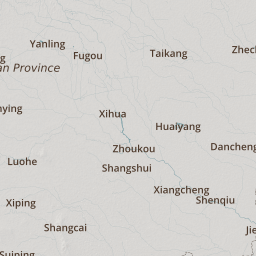 Yanling
Fugou
Taikang
an Province
Xihua
Huaiyang
Zhoukou
Dancheng
Luohe
Shangshui
Xiangcheng
Xiping
Shenqiu
Shangcai